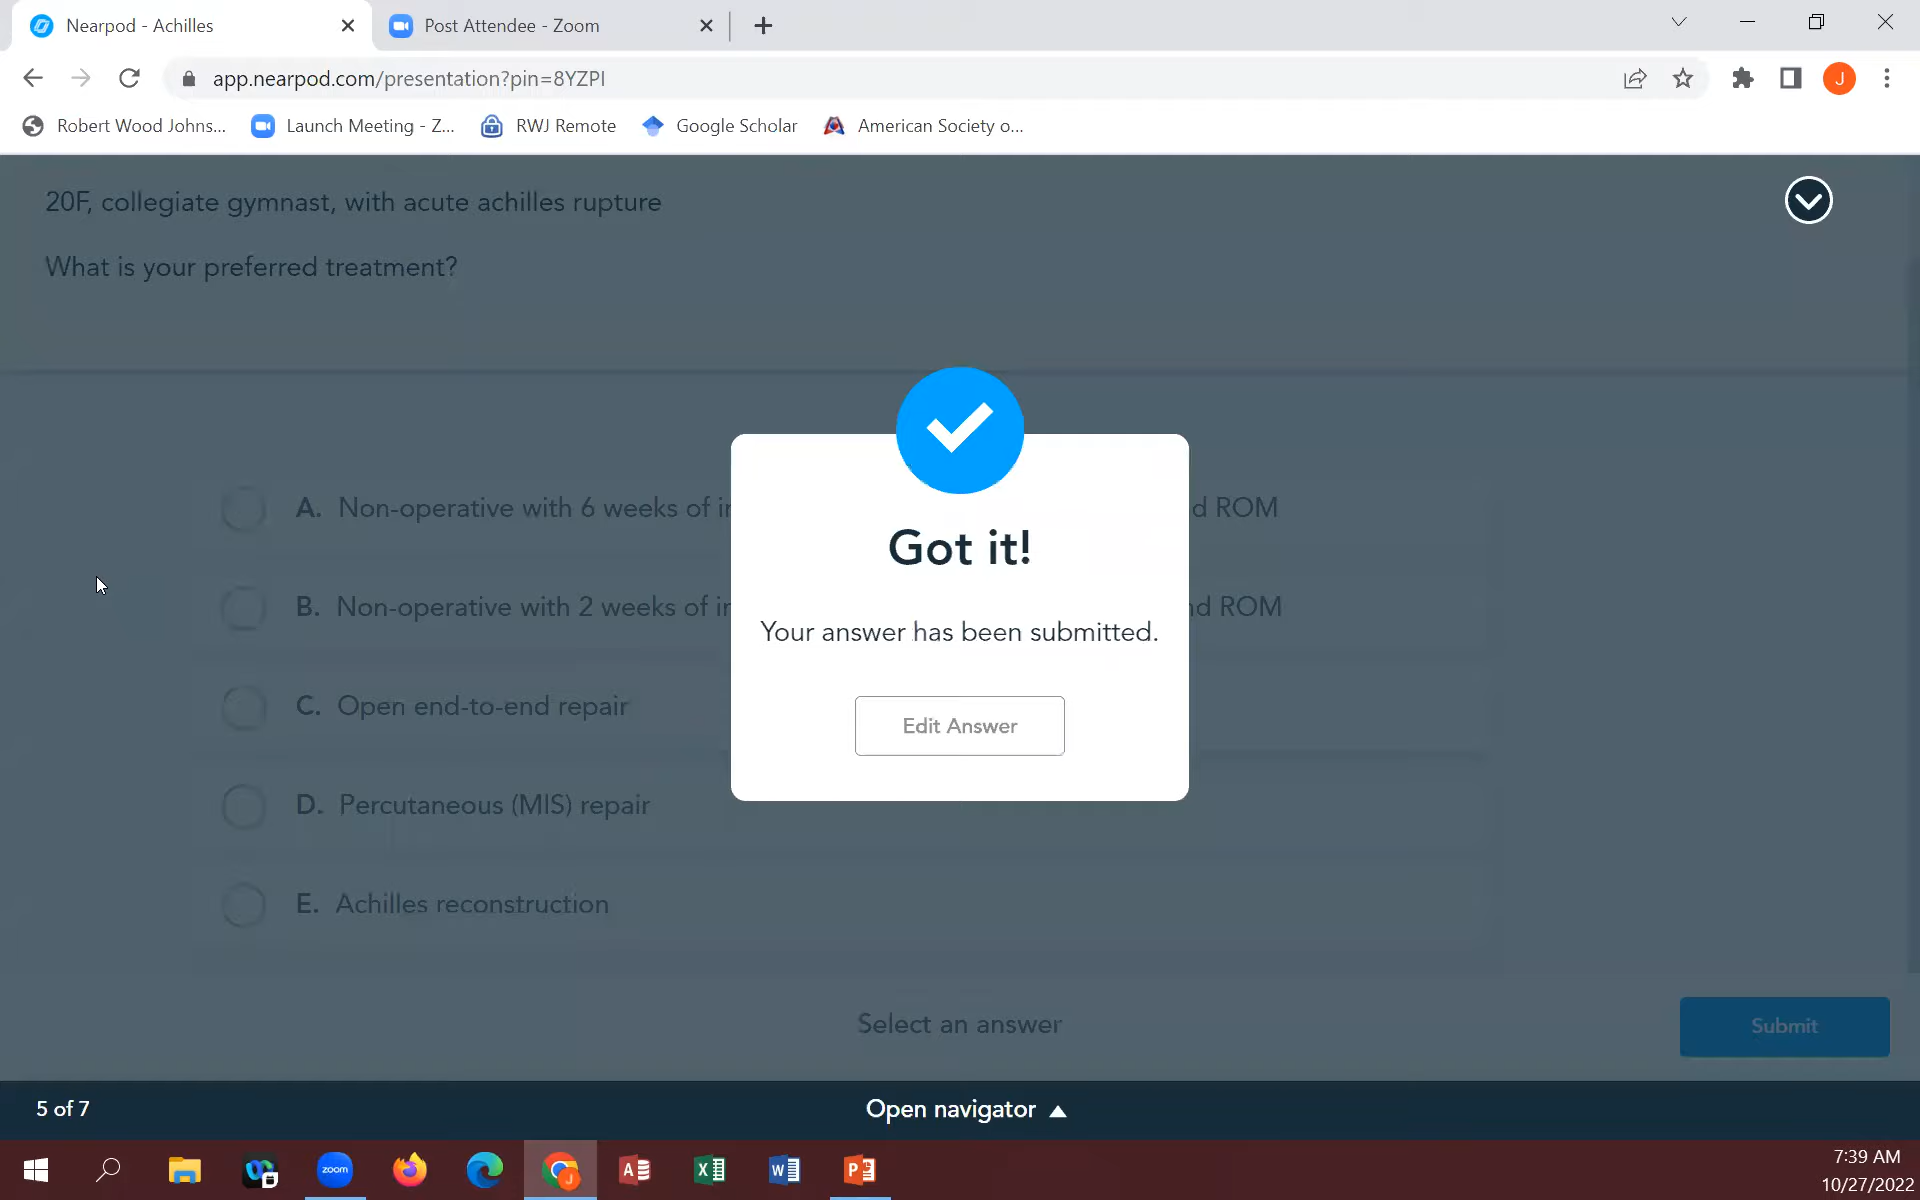 Nearpod - Achilles
Post Attendee - Zoom
app.nearpod.com/presentation?pin=8YZPI
J
Robert Wood Johns...
Launch Meeting - Z...
RWJ Remote
Google Scholar
American Society o...
20F, collegiate gymnast, with acute achilles rupture
What is your preferred treatment?
A. Non-operative with 6 weeks of i
d ROM
B. Non-operative with 2 weeks of i
nd ROM
C. Open end-to-end repair
D. Percutaneous (MIS) repair
E. Achilles reconstruction
Got it!
Your answer has been submitted.
Edit Answer
Select an answer
Submit
5 of 7
Open navigator
zoom
7:39 AM
10/27/2022